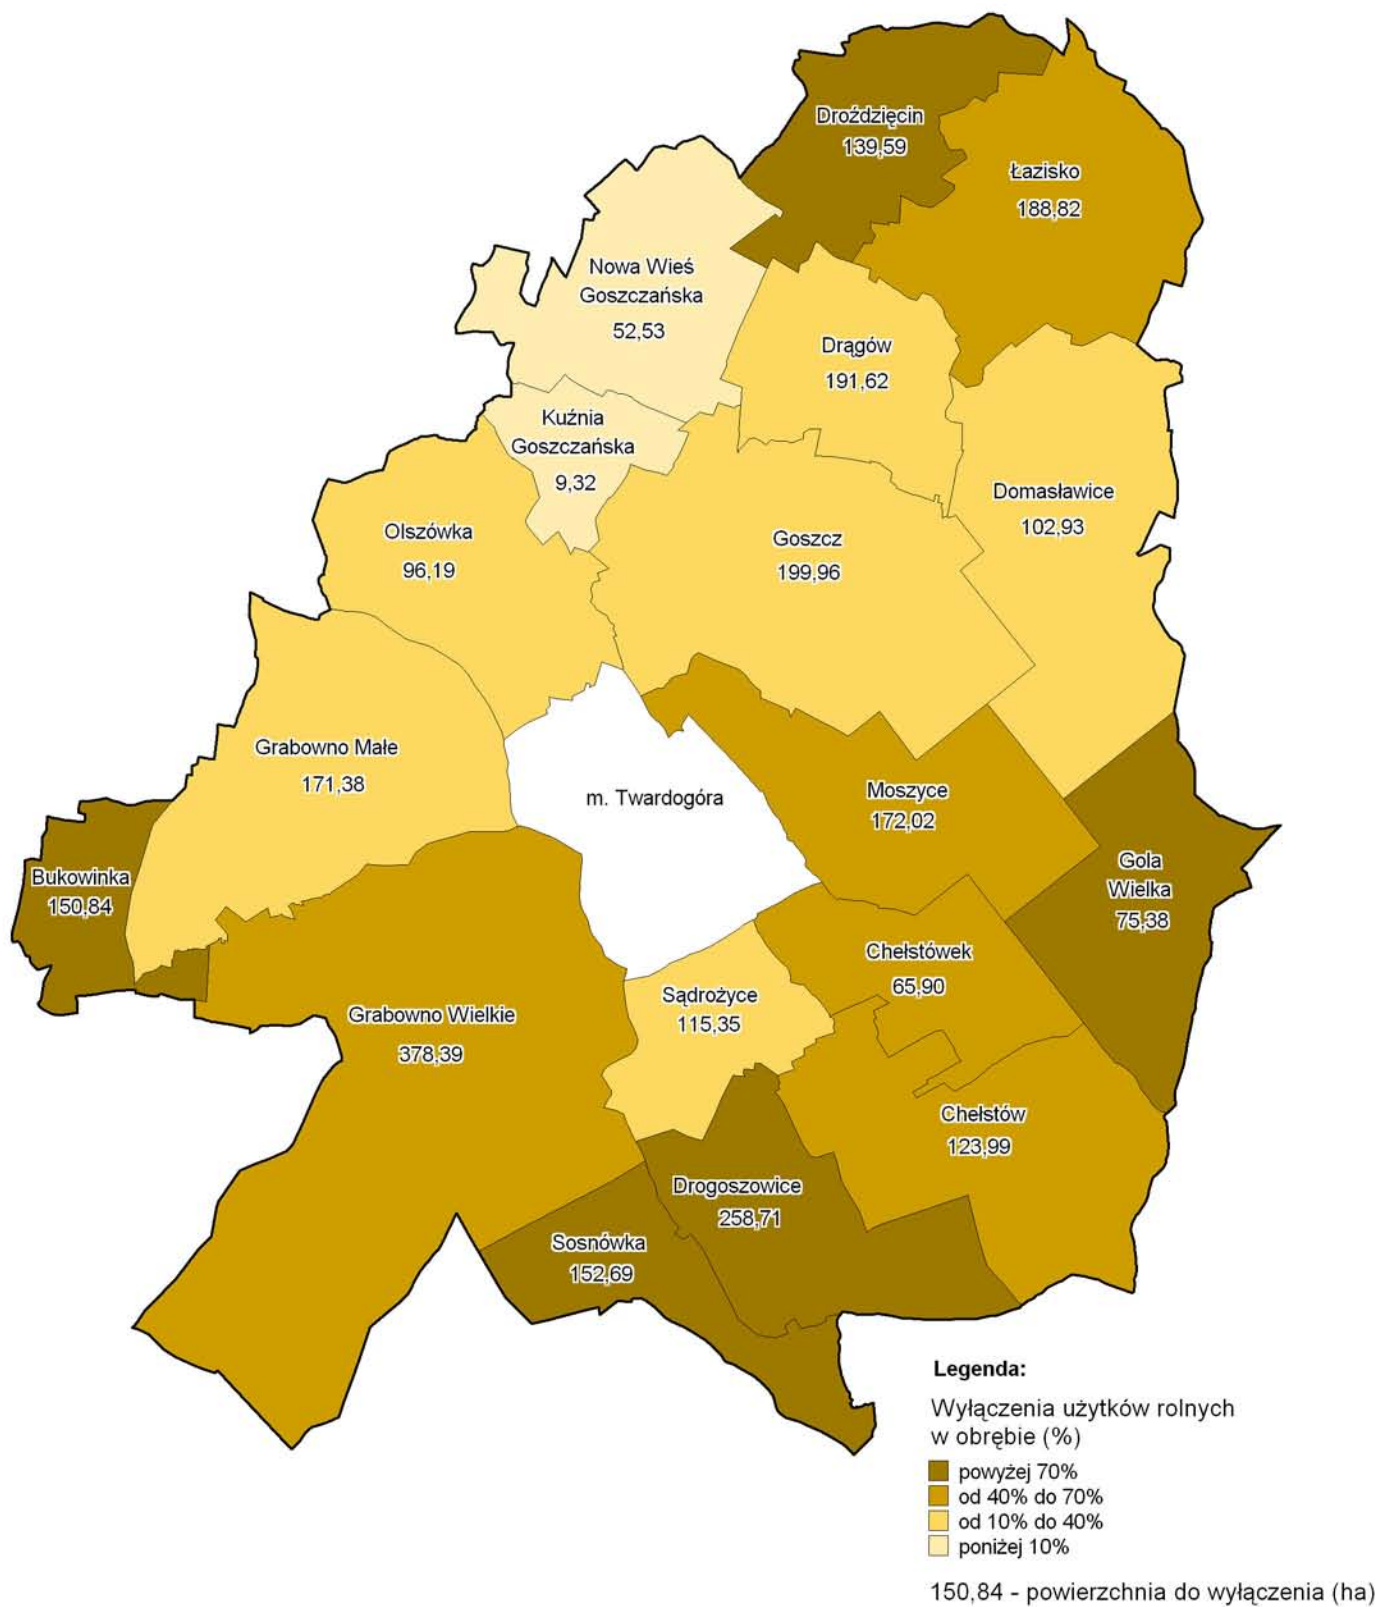 Droździęcin
139,59
Łazisko
188,82
Nowa Wieś
Goszczańska
52,53
Drągów
191,62
Kuźnia
Goszczańska
9,32
Domasławice
102,93
Olszówka
96,19
Goszcz
199,96
Grabowno Małe
171,38
m. Twardogóra
Moszyce
172,02
Gola
Wielka
75,38
Bukowinka
150,84
Chełstówek
65,90
Sądrożyce
115,35
Grabowno Wielkie
378,39
Chełstów
123,99
Drogoszowice
258,71
Sosnówka
152,69
Legenda:
Wyłączenia użytków rolnych
w obrębie (%)
powyżej 70%
od 40% do 70%
od 10% do 40%
poniżej 10%
150,84 - powierzchnia do wyłączenia (ha)